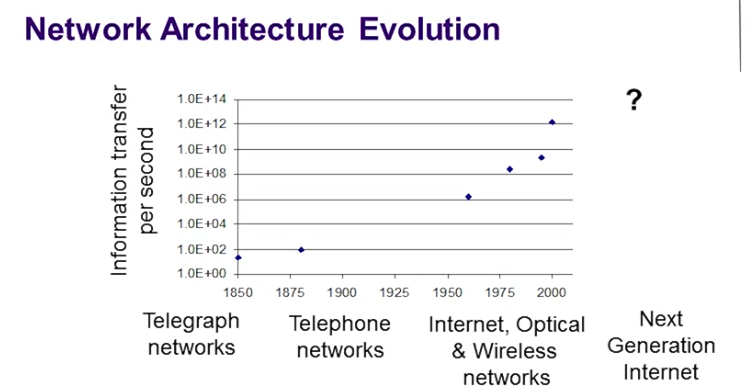 Network Architecture Evolution
Information transfer
per second
1.0E+14
1.0E+12
1.0E+10
1.0E+08
1.0E+06
1.0E+04
1.0E+02
1.0E+00
?
1850 1875 1900 1925 1950 1975 2000
Telegraph
networks
Telephone
networks
Internet, Optical
& Wireless
networks
Next
Generation
Internet